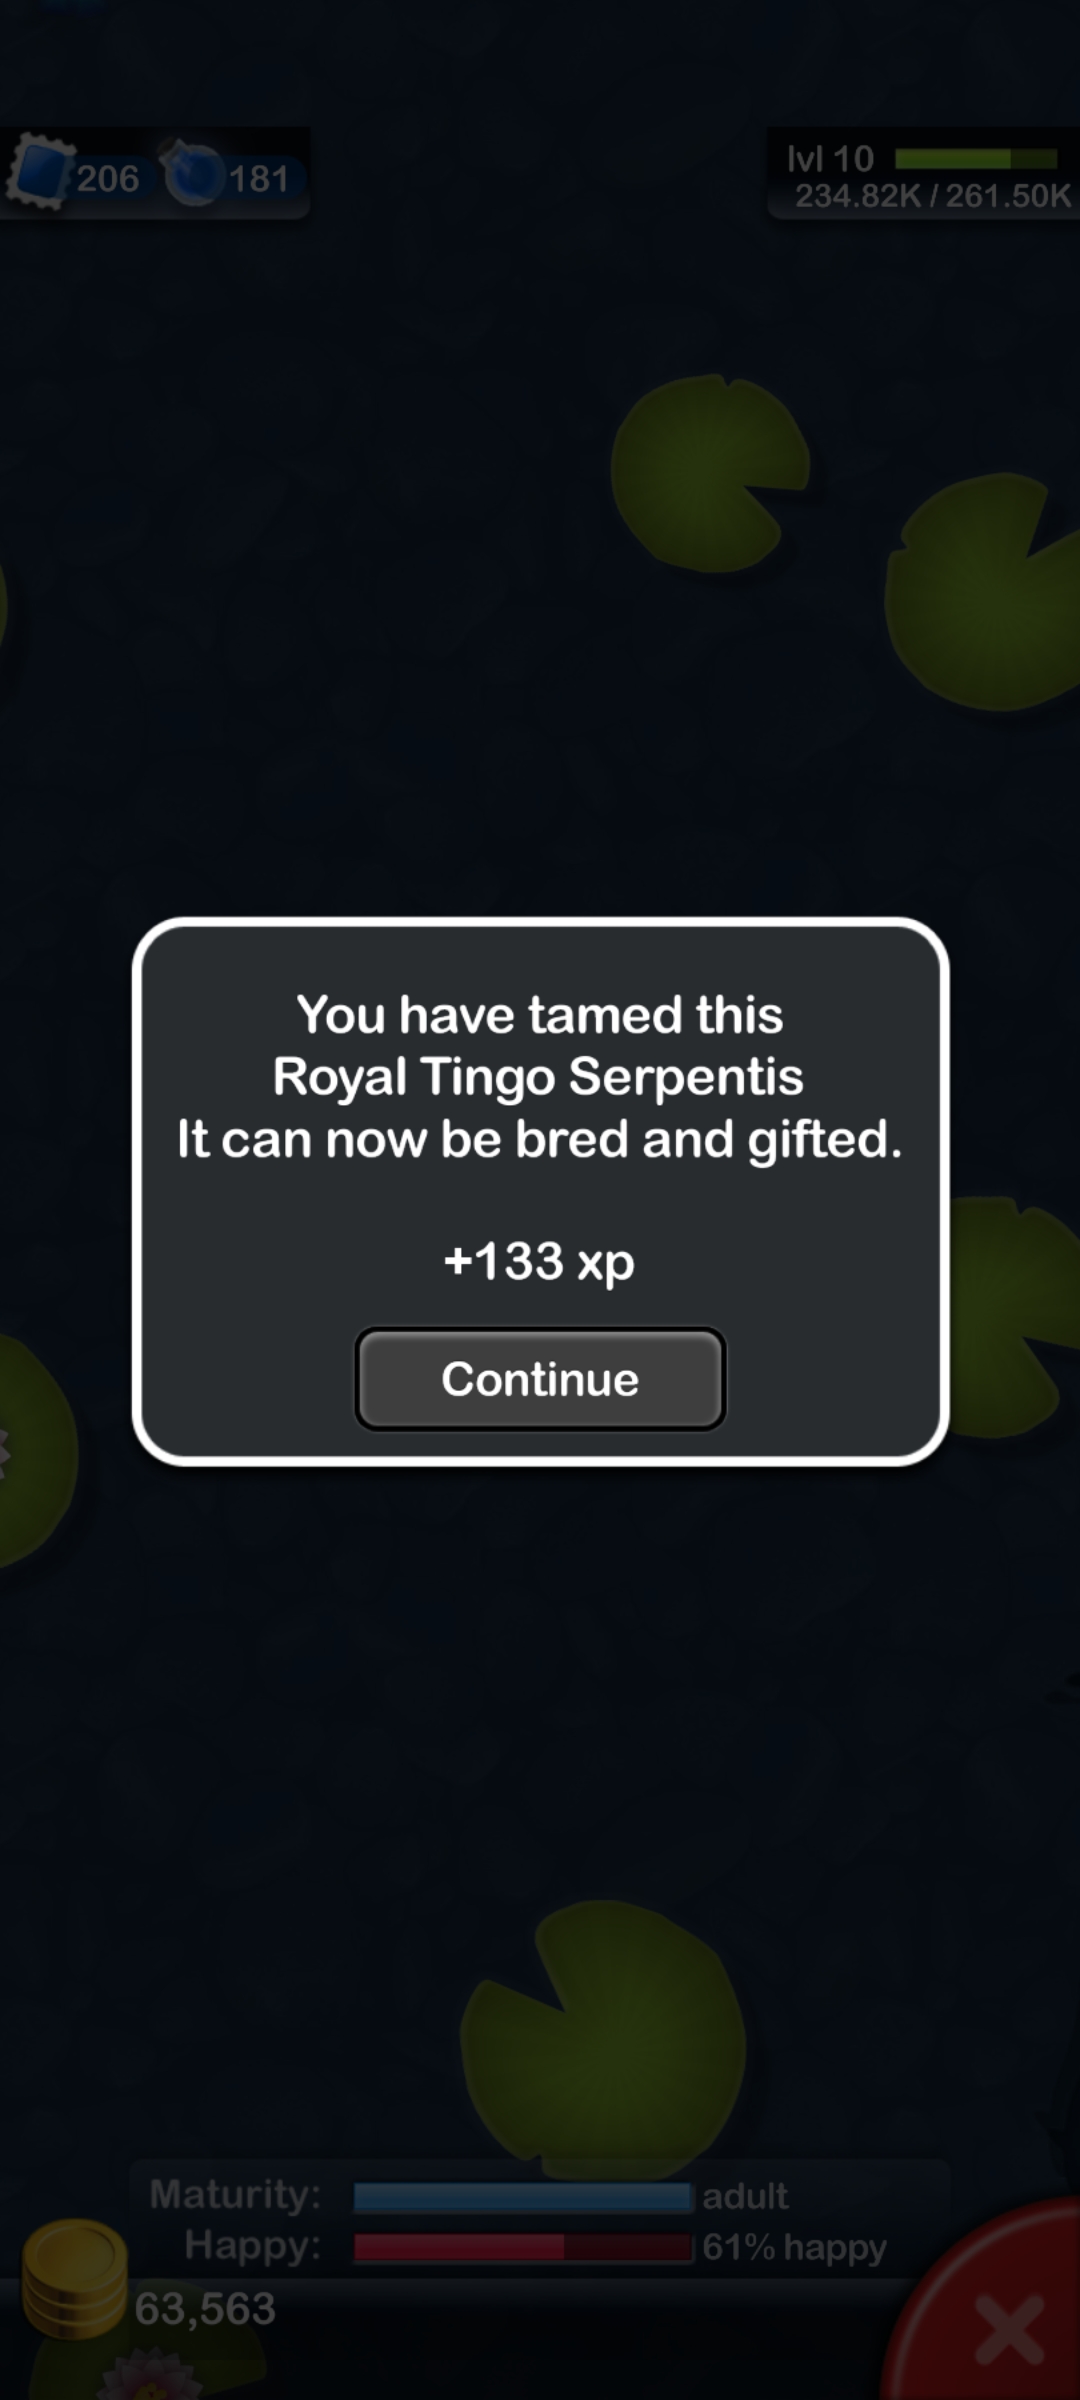 206 181
lvl 10
234.82K / 261.50K
You have tamed this
Royal Tingo Serpentis
It can now be bred and gifted.
+133 xp
Continue
Maturity: adult
Happy: 61% happy
63,563